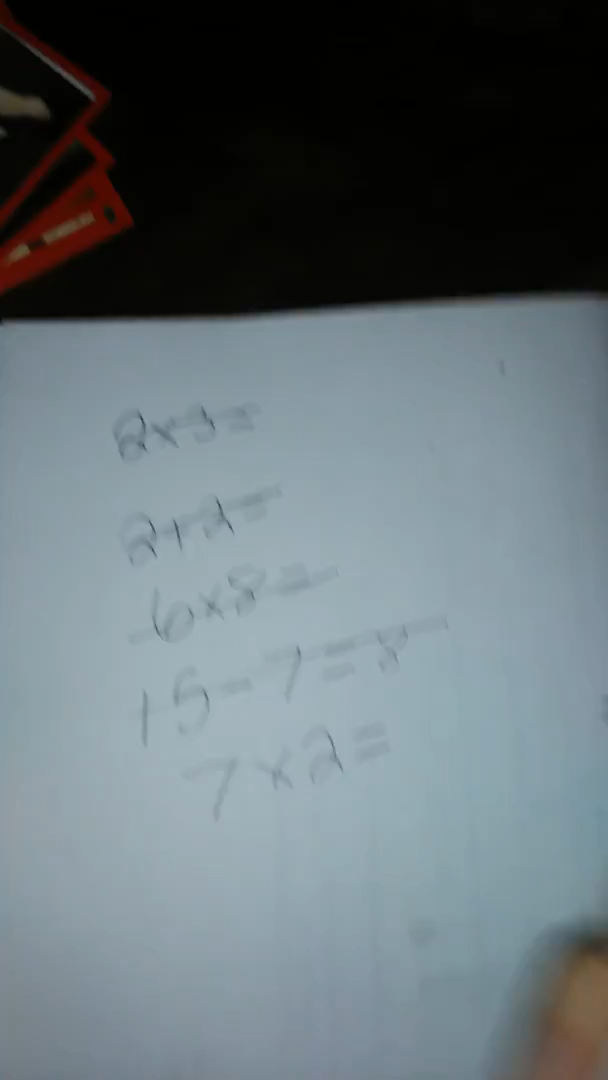 2x3=
2+2=
6x8=
15-7=8
7x2=